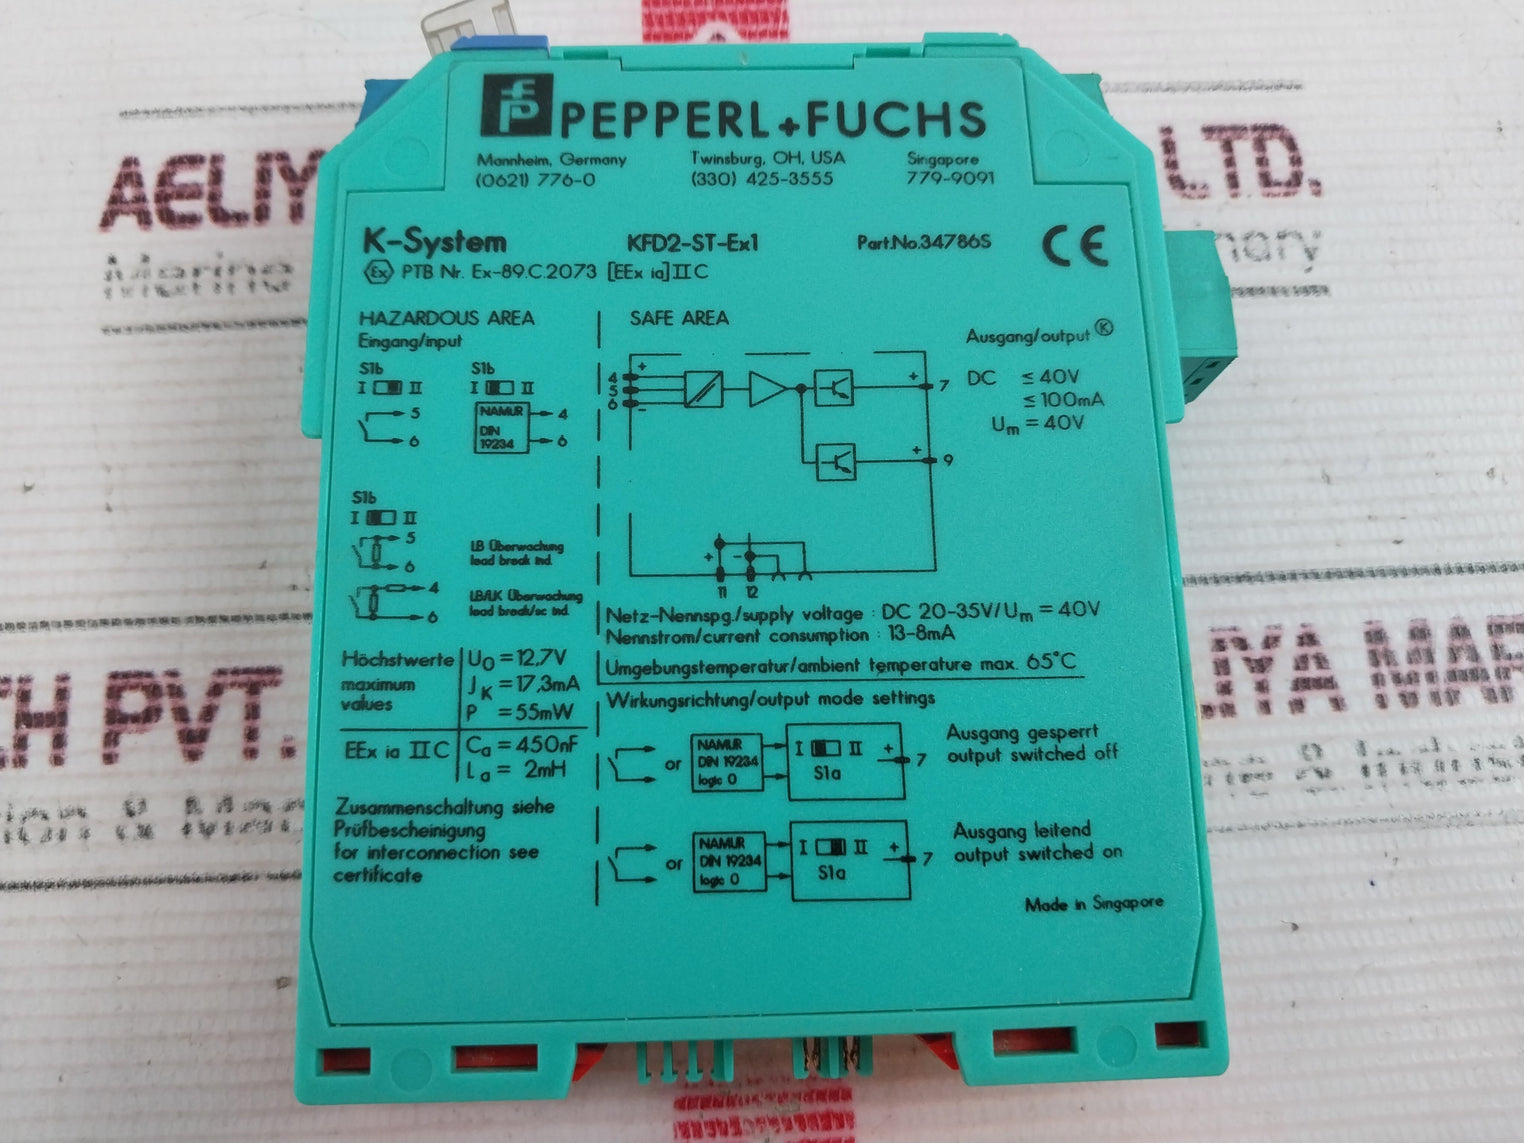 PEPPERL+FUCHS
Mannheim, Germany
(0621) 776-0
Twinsburg, OH, USA
(330) 425-3555
Singapore
779-9091
K-System KFD2-ST-Ex1 Part.No.34786S CE
Ex PTB Nr. Ex-89.C.2073 [EEx ia] II C
HAZARDOUS AREA
Eingang/input
S1b
I II
5
6
S1b
I II
NAMUR
DIN
19234
4
6
S1b
I II
5
6
LB Überwachung
lead break ind.
4
6
LB/LK Überwachung
lead break/sc ind.
Höchstwerte
maximum
values
U0 = 12,7V
JK = 17,3mA
P = 55mW
EEx ia II C
Ca = 450nF
La = 2mH
Zusammenschaltung siehe
Prüfbescheinigung
for interconnection see
certificate
SAFE AREA
4
5
6
+
-
+
7
+
9
+
-
11
12
Ausgang/output K
DC ≤ 40V
≤ 100mA
Um = 40V
Netz-Nennspg./supply voltage : DC 20-35V/Um = 40V
Nennstrom/current consumption : 13-8mA
Umgebungstemperatur/ambient temperature max. 65°C
Wirkungsrichtung/output mode settings
or
NAMUR
DIN 19234
logic 0
I II
S1a
+
7
Ausgang gesperrt
output switched off
or
NAMUR
DIN 19234
logic 0
I II
S1a
+
7
Ausgang leitend
output switched on
Made in Singapore
AELIY
LTD.
Marine
CH PVT.
LIYA MAR